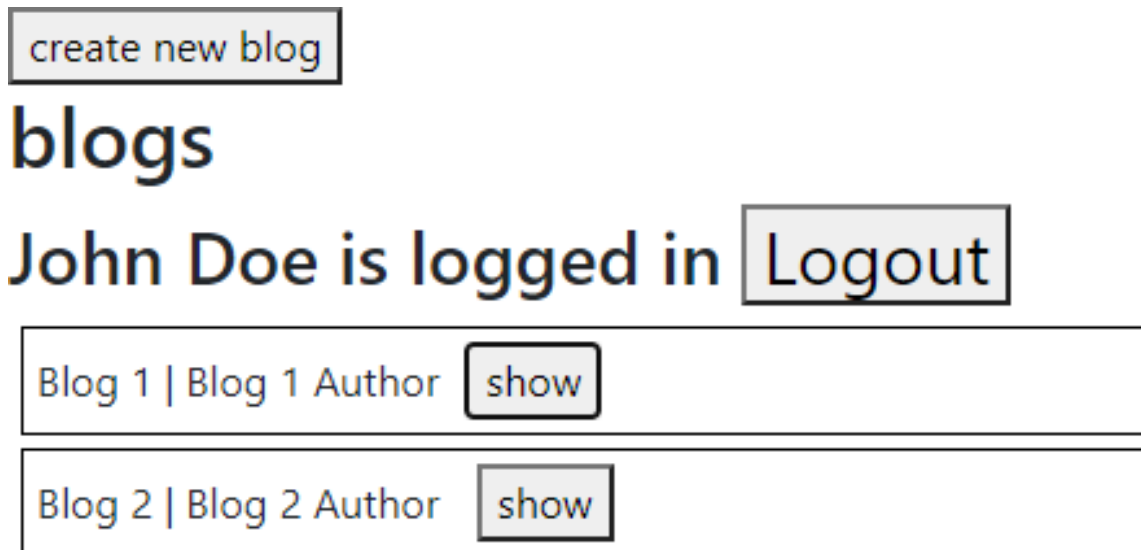 create new blog
blogs
John Doe is logged in Logout
Blog 1 | Blog 1 Author show
Blog 2 | Blog 2 Author show